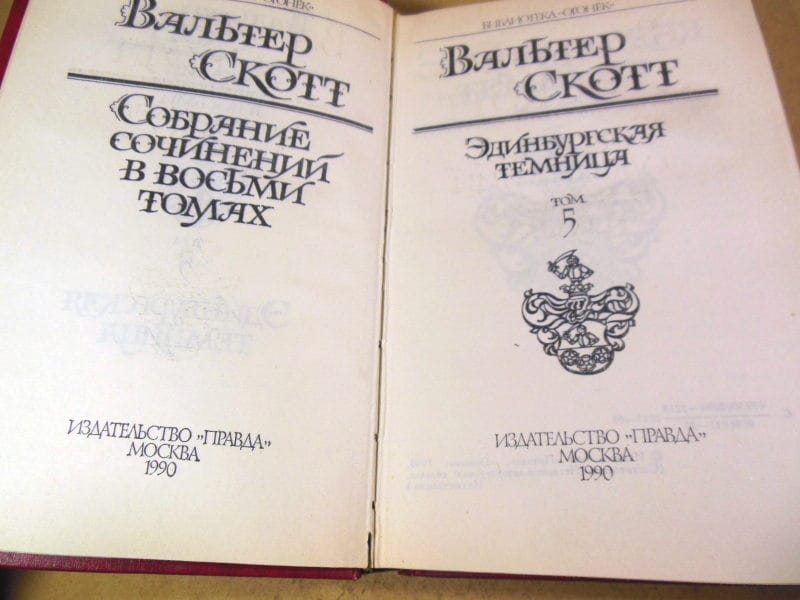 «ОГОНЁК»
ВАЛЬТЕР
СКОТТ
СОБРАНИЕ
СОЧИНЕНИЙ
В ВОСЬМИ
ТОМАХ
ИЗДАТЕЛЬСТВО „ПРАВДА"
МОСКВА
1990
БИБЛИОТЕКА «ОГОНЁК»
ВАЛЬТЕР
СКОТТ
ЭДИНБУРГСКАЯ
ТЕМНИЦА
ТОМ
5
ИЗДАТЕЛЬСТВО „ПРАВДА"
МОСКВА
1990